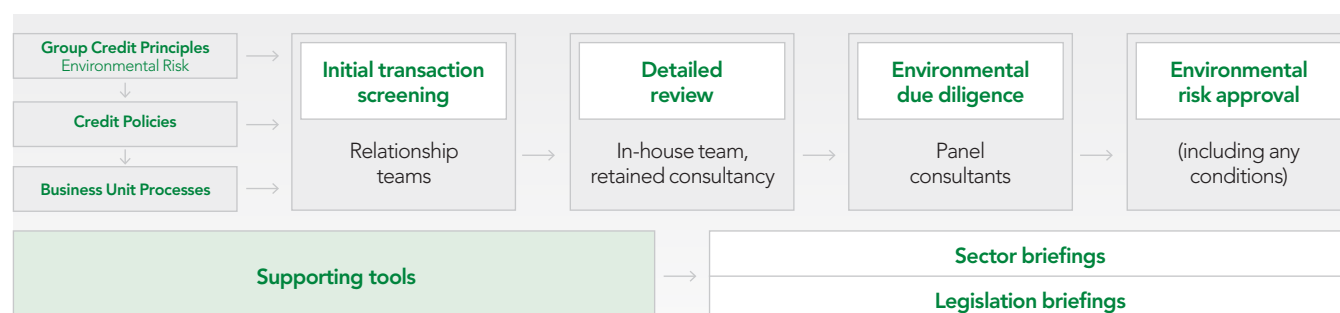 Group Credit Principles
Environmental Risk
Credit Policies
Business Unit Processes
Initial transaction
screening
Relationship
teams
Detailed
review
In-house team,
retained consultancy
Environmental
due diligence
Panel
consultants
Environmental
risk approval
(including any
conditions)
Supporting tools
Sector briefings
Legislation briefings